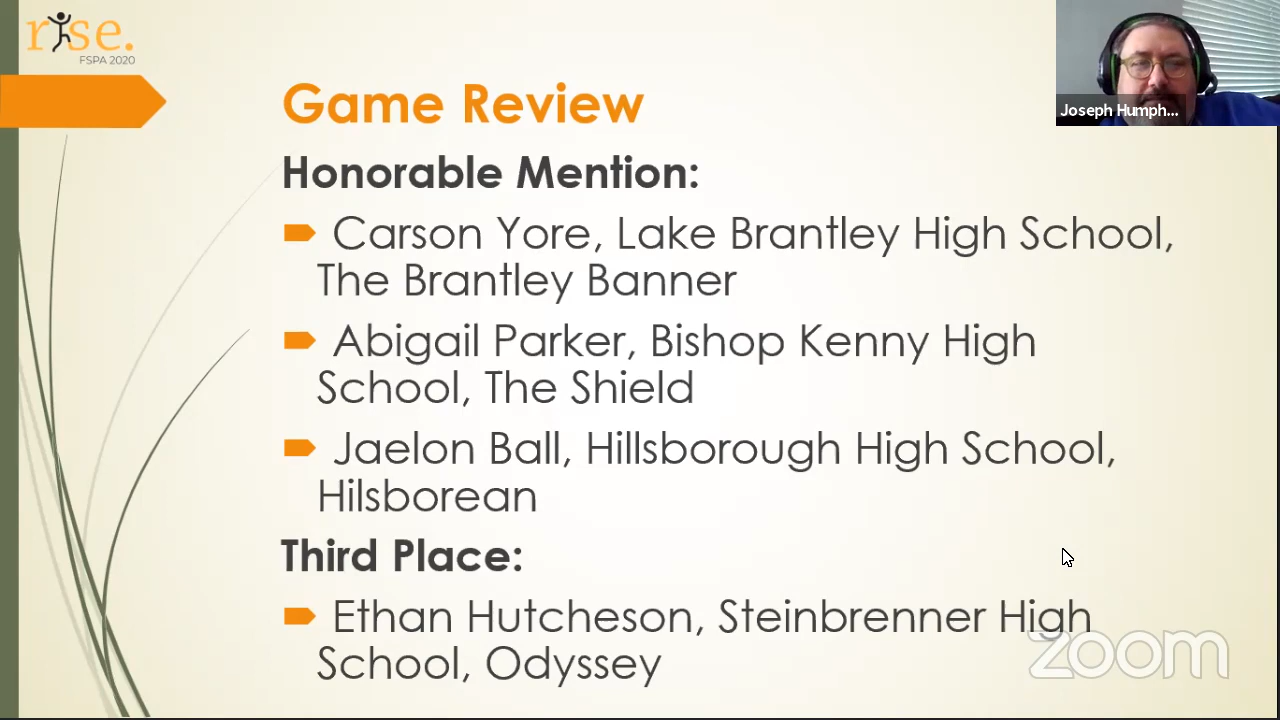 rise.
FSPA 2020
Joseph Humph...
Game Review
Honorable Mention:
Carson Yore, Lake Brantley High School,
The Brantley Banner
Abigail Parker, Bishop Kenny High
School, The Shield
Jaelon Ball, Hillsborough High School,
Hilsborean
Third Place:
Ethan Hutcheson, Steinbrenner High
School, Odyssey
zoom